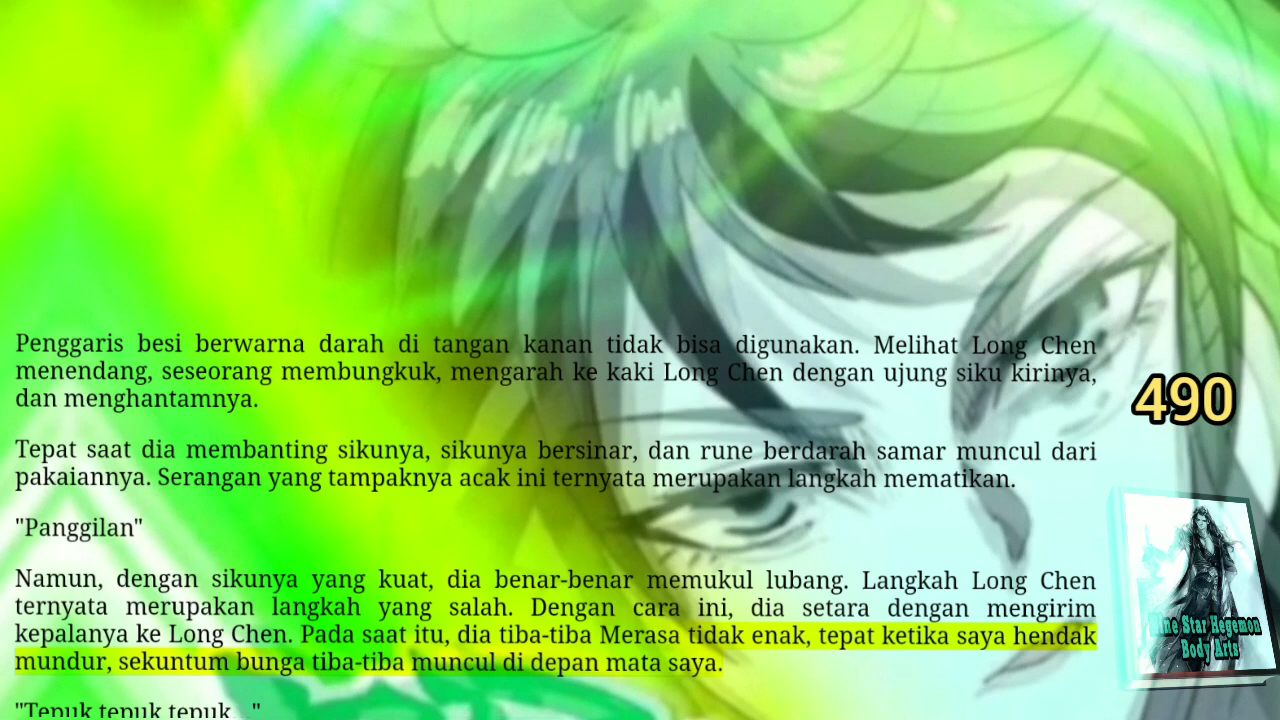 Penggaris besi berwarna darah di tangan kanan tidak bisa digunakan. Melihat Long Chen
menendang, seseorang membungkuk, mengarah ke kaki Long Chen dengan ujung siku kirinya,
dan menghantamnya.
Tepat saat dia membanting sikunya, sikunya bersinar, dan rune berdarah samar muncul dari
pakaiannya. Serangan yang tampaknya acak ini ternyata merupakan langkah mematikan.
"Panggilan"
Namun, dengan sikunya yang kuat, dia benar-benar memukul lubang. Langkah Long Chen
ternyata merupakan langkah yang salah. Dengan cara ini, dia setara dengan mengirim
kepalanya ke Long Chen. Pada saat itu, dia tiba-tiba Merasa tidak enak, tepat ketika saya hendak
mundur, sekuntum bunga tiba-tiba muncul di depan mata saya.
"Tepuk tepuk tepuk..."
490
Nine Star Hegemon
Body Arts